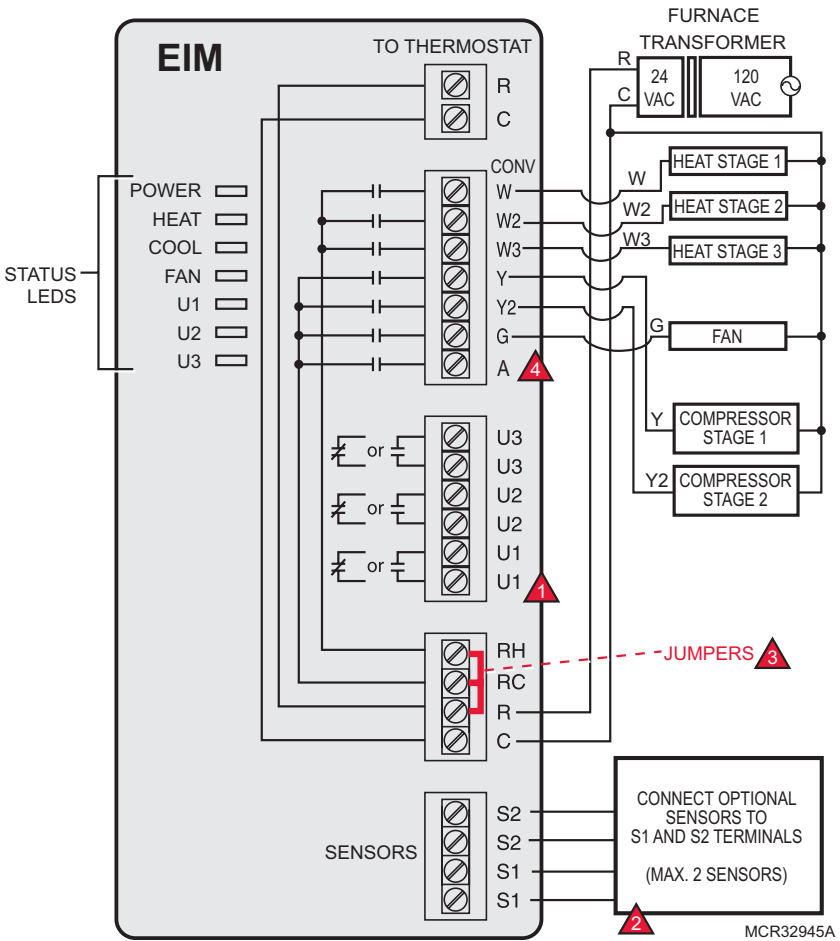 EIM
TO THERMOSTAT
R
C
FURNACE
TRANSFORMER
R
C
24
VAC
120
VAC
STATUS
LEDS
POWER
HEAT
COOL
FAN
U1
U2
U3
CONV
W
W2
W3
Y
Y2
G
A
4
W
HEAT STAGE 1
W2
HEAT STAGE 2
W3
HEAT STAGE 3
G
FAN
Y
COMPRESSOR
STAGE 1
Y2
COMPRESSOR
STAGE 2
or
or
or
U3
U3
U2
U2
U1
U1
1
RH
RC
R
C
JUMPERS
3
SENSORS
S2
S2
S1
S1
CONNECT OPTIONAL
SENSORS TO
S1 AND S2 TERMINALS
(MAX. 2 SENSORS)
2
MCR32945A